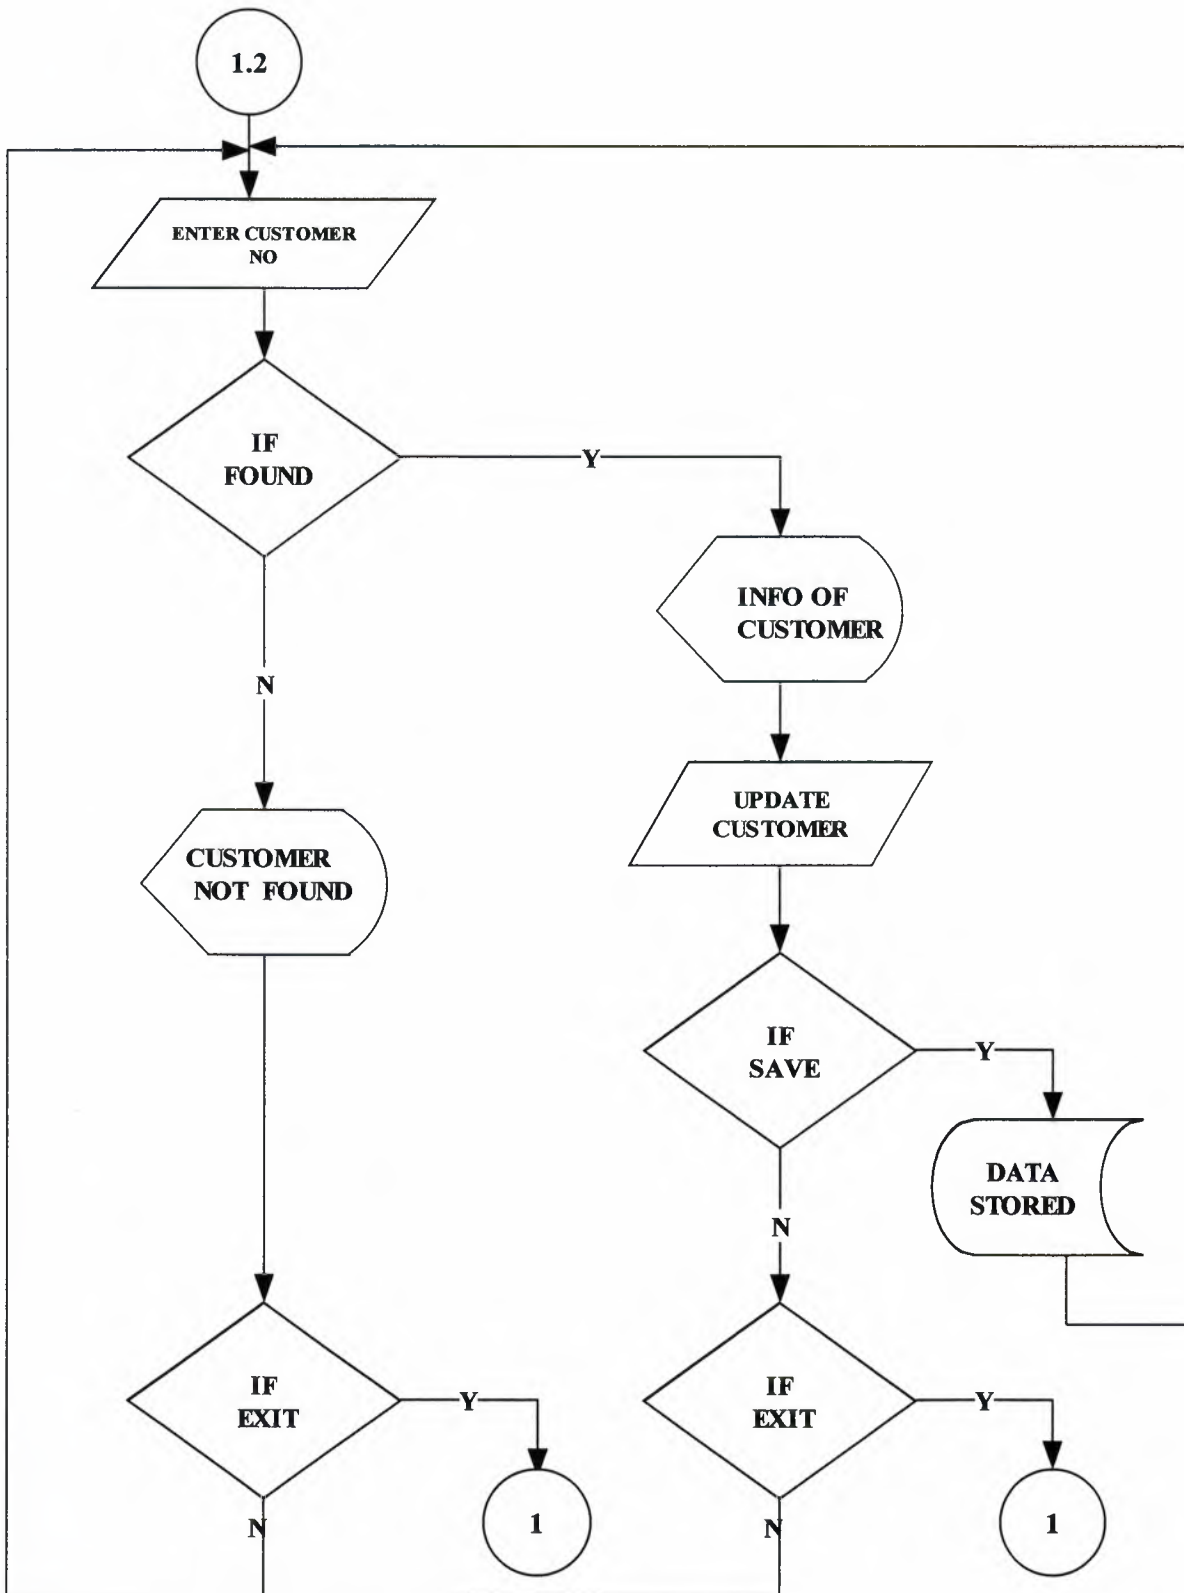 1.2
ENTER CUSTOMER
NO
IF
FOUND
Y
INFO OF
CUSTOMER
N
UPDATE
CUSTOMER
CUSTOMER
NOT FOUND
IF
SAVE
Y
DATA
STORED
N
IF
EXIT
Y
IF
EXIT
Y
1
1
N
N